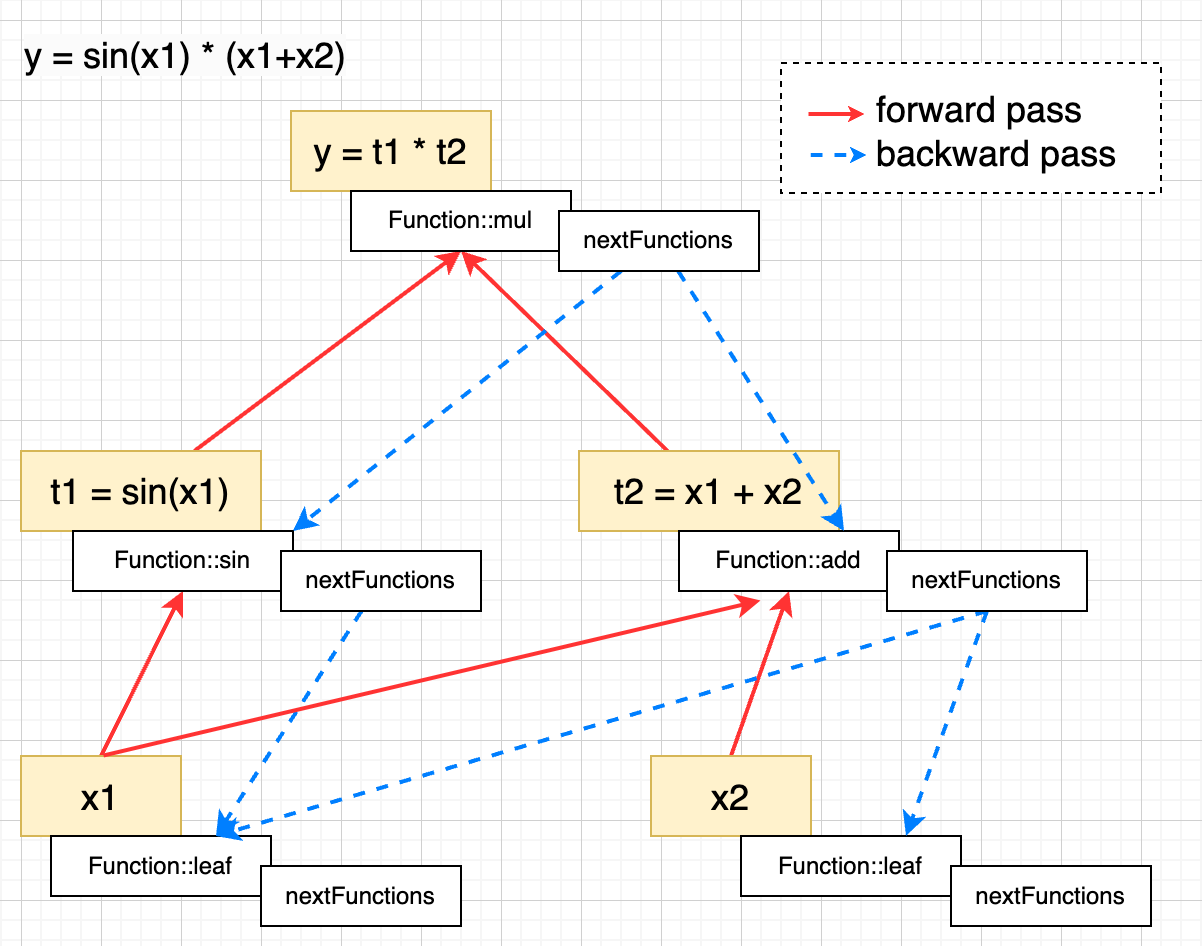 y = sin(x1) * (x1+x2)
forward pass
backward pass
y = t1 * t2
Function::mul
nextFunctions
t1 = sin(x1)
t2 = x1 + x2
Function::sin
nextFunctions
Function::add
nextFunctions
x1
x2
Function::leaf
nextFunctions
Function::leaf
nextFunctions